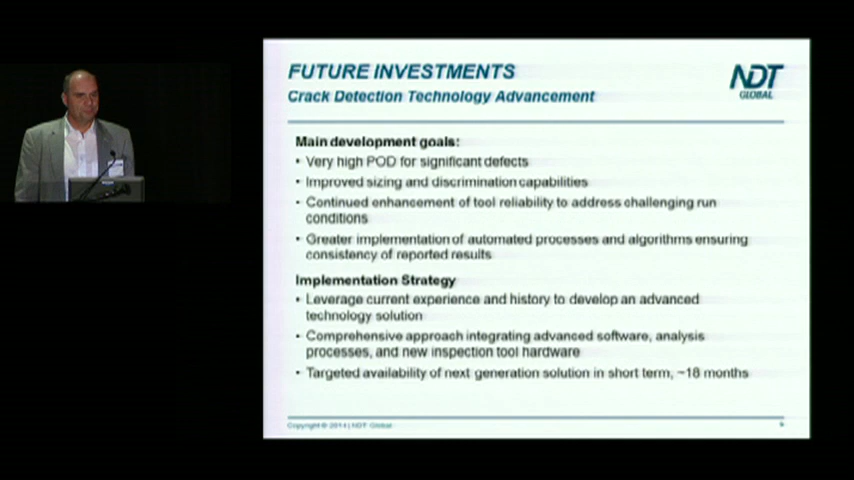 FUTURE INVESTMENTS
Crack Detection Technology Advancement
NDT
GLOBAL
Main development goals:
• Very high POD for significant defects
• Improved sizing and discrimination capabilities
• Continued enhancement of tool reliability to address challenging run
conditions
• Greater implementation of automated processes and algorithms ensuring
consistency of reported results
Implementation Strategy
• Leverage current experience and history to develop an advanced
technology solution
• Comprehensive approach integrating advanced software, analysis
processes, and new inspection tool hardware
• Targeted availability of next generation solution in short term, ~18 months
Copyright © 2014 | NDT Global